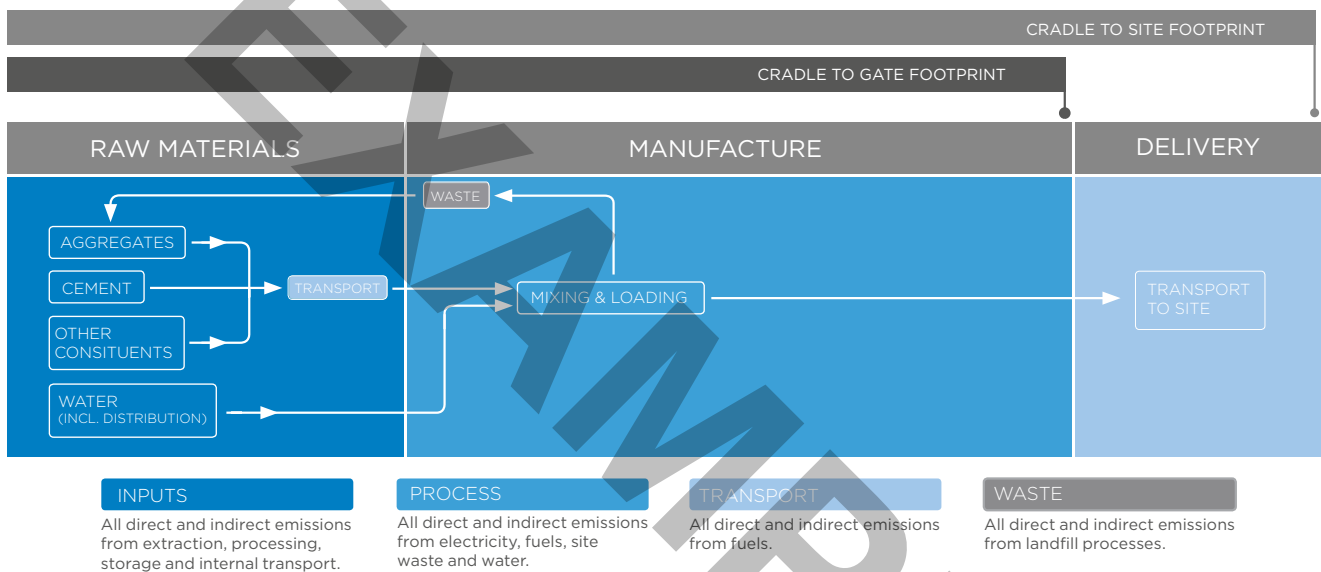 CRADLE TO SITE FOOTPRINT
CRADLE TO GATE FOOTPRINT
RAW MATERIALS
MANUFACTURE
DELIVERY
WASTE
AGGREGATES
CEMENT
TRANSPORT
MIXING & LOADING
TRANSPORT
TO SITE
OTHER
CONSITUENTS
WATER
(INCL. DISTRIBUTION)
INPUTS
All direct and indirect emissions
from extraction, processing,
storage and internal transport.
PROCESS
All direct and indirect emissions
from electricity, fuels, site
waste and water.
TRANSPORT
All direct and indirect emissions
from fuels.
WASTE
All direct and indirect emissions
from landfill processes.